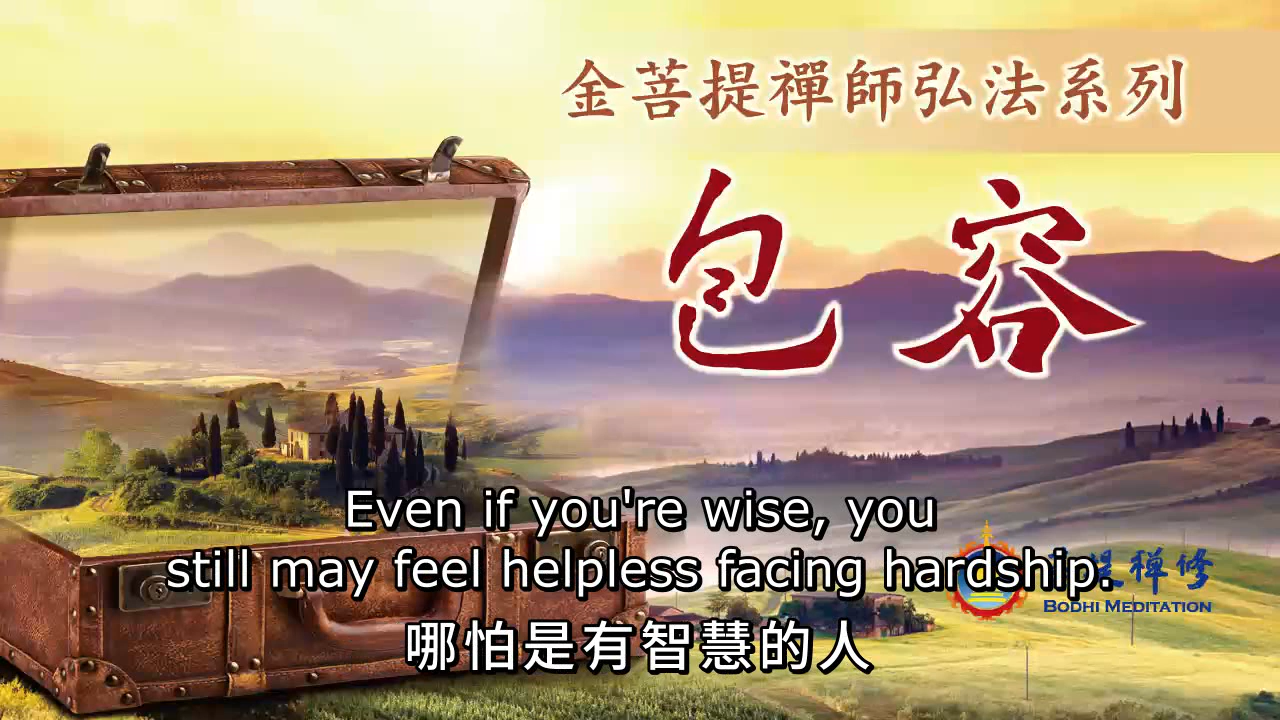 金菩提禪師弘法系列
包容
Even if you're wise, you
still may feel helpless facing hardship.
提禪修
BODHI MEDITATION
哪怕是有智慧的人